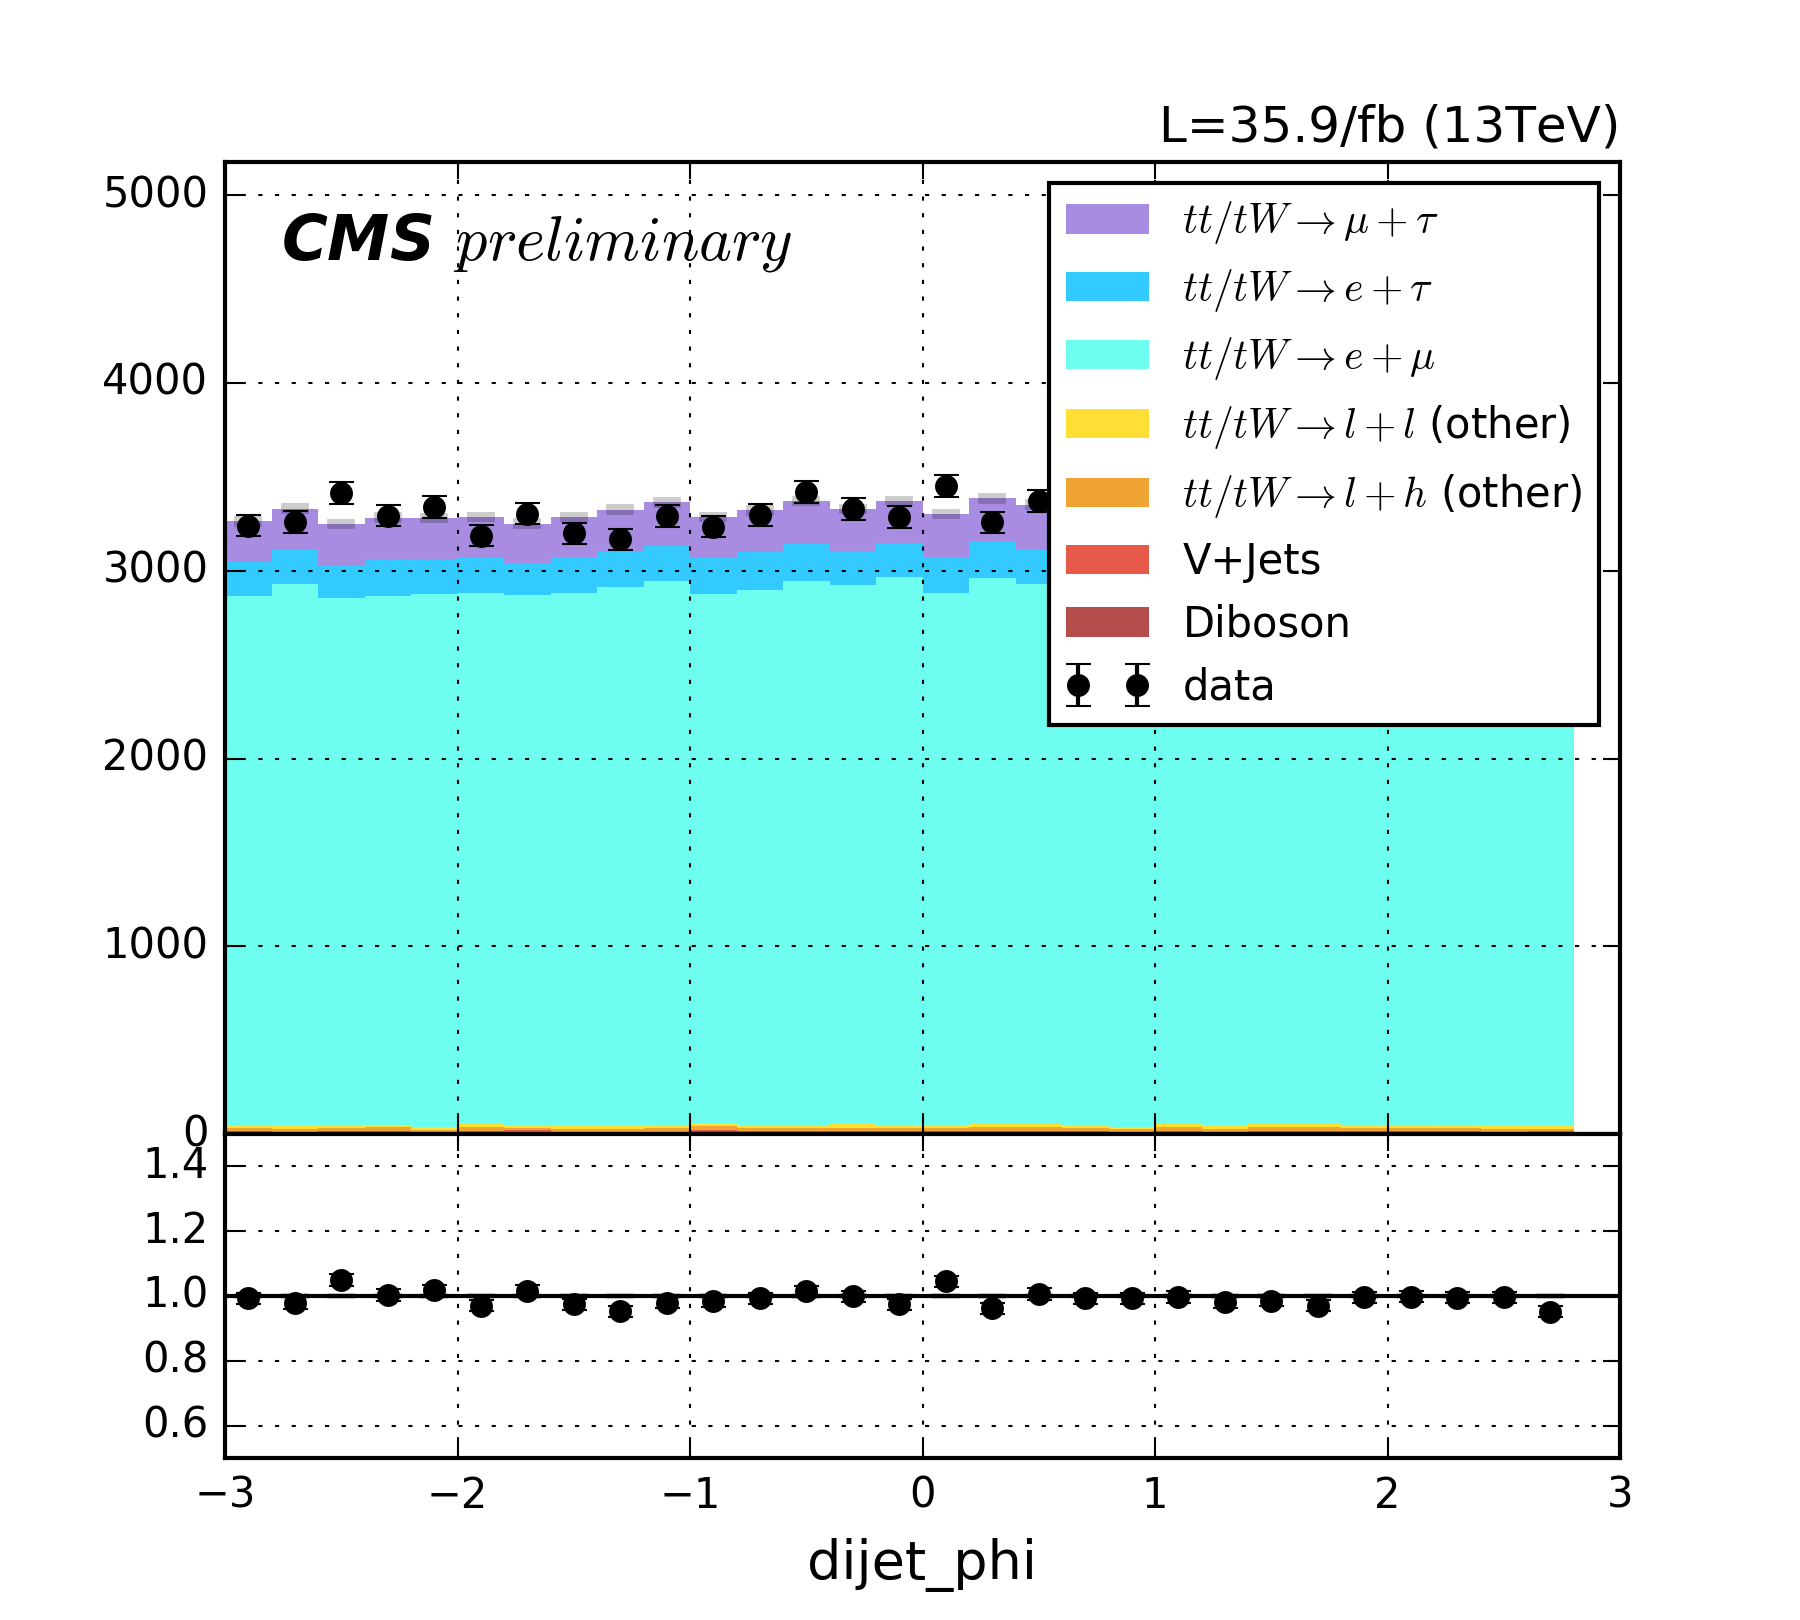 L=35.9/fb (13TeV)
CMS preliminary
5000
4000
3000
2000
1000
0
tt/tW→μ+τ
tt/tW→e+τ
tt/tW→e+μ
tt/tW→l+l (other)
tt/tW→l+h (other)
V+Jets
Diboson
data
1.4
1.2
1.0
0.8
0.6
−3 −2 −1 0 1 2 3
dijet_phi